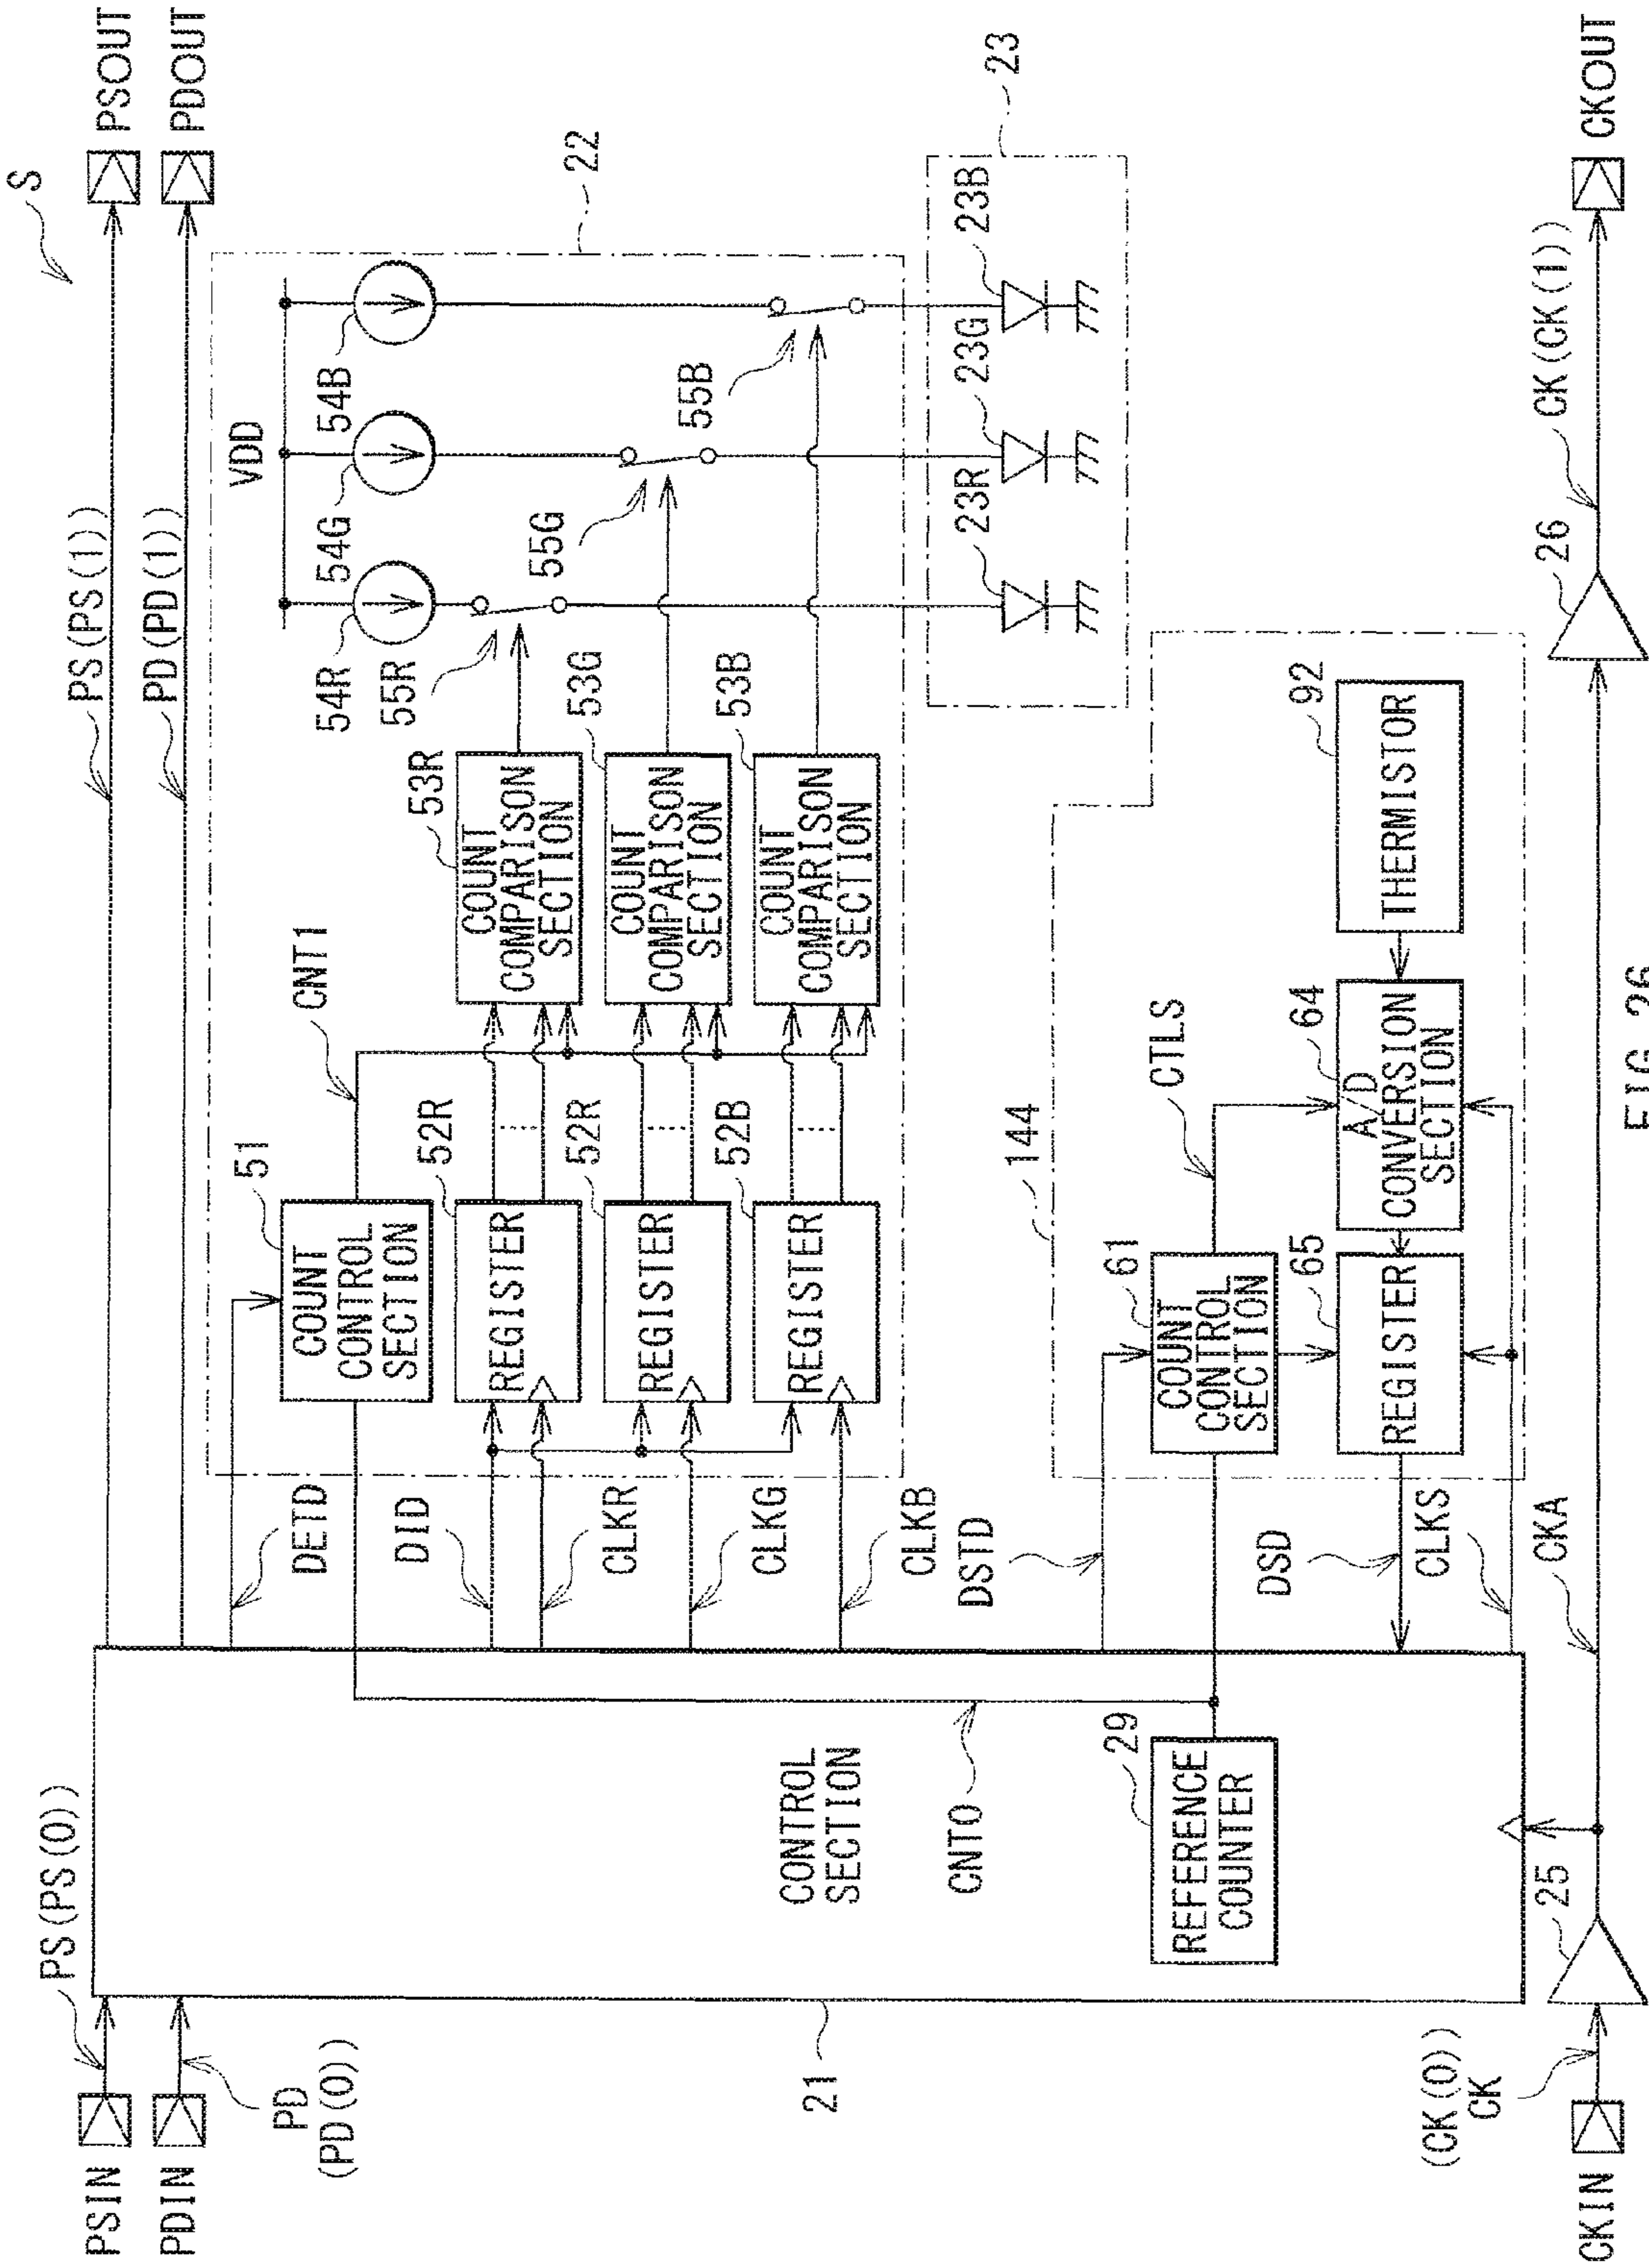 S
PSIN
PS(PS(0))
PS(PS(1))
PSOUT
PDIN
PD
(PD(0))
PD(PD(1))
PDOUT
DETD
51
COUNT
CONTROL
SECTION
CNT1
VDD
22
54R
54G
54B
DID
52R
REGISTER
53R
COUNT
COMPARISON
SECTION
55R
CLKR
52R
REGISTER
53G
COUNT
COMPARISON
SECTION
55G
CLKG
52B
REGISTER
53B
COUNT
COMPARISON
SECTION
55B
CLKB
CONTROL
SECTION
23R
23G
23B
23
21
CNT0
29
REFERENCE
COUNTER
DSTD
144
61
COUNT
CONTROL
SECTION
CTLS
DSD
65
REGISTER
64
A/D
CONVERSION
SECTION
92
THERMISTOR
CLKS
(CK(0))
CK
CKIN
25
CKA
26
CK(CK(1))
CKOUT
FIG. 26